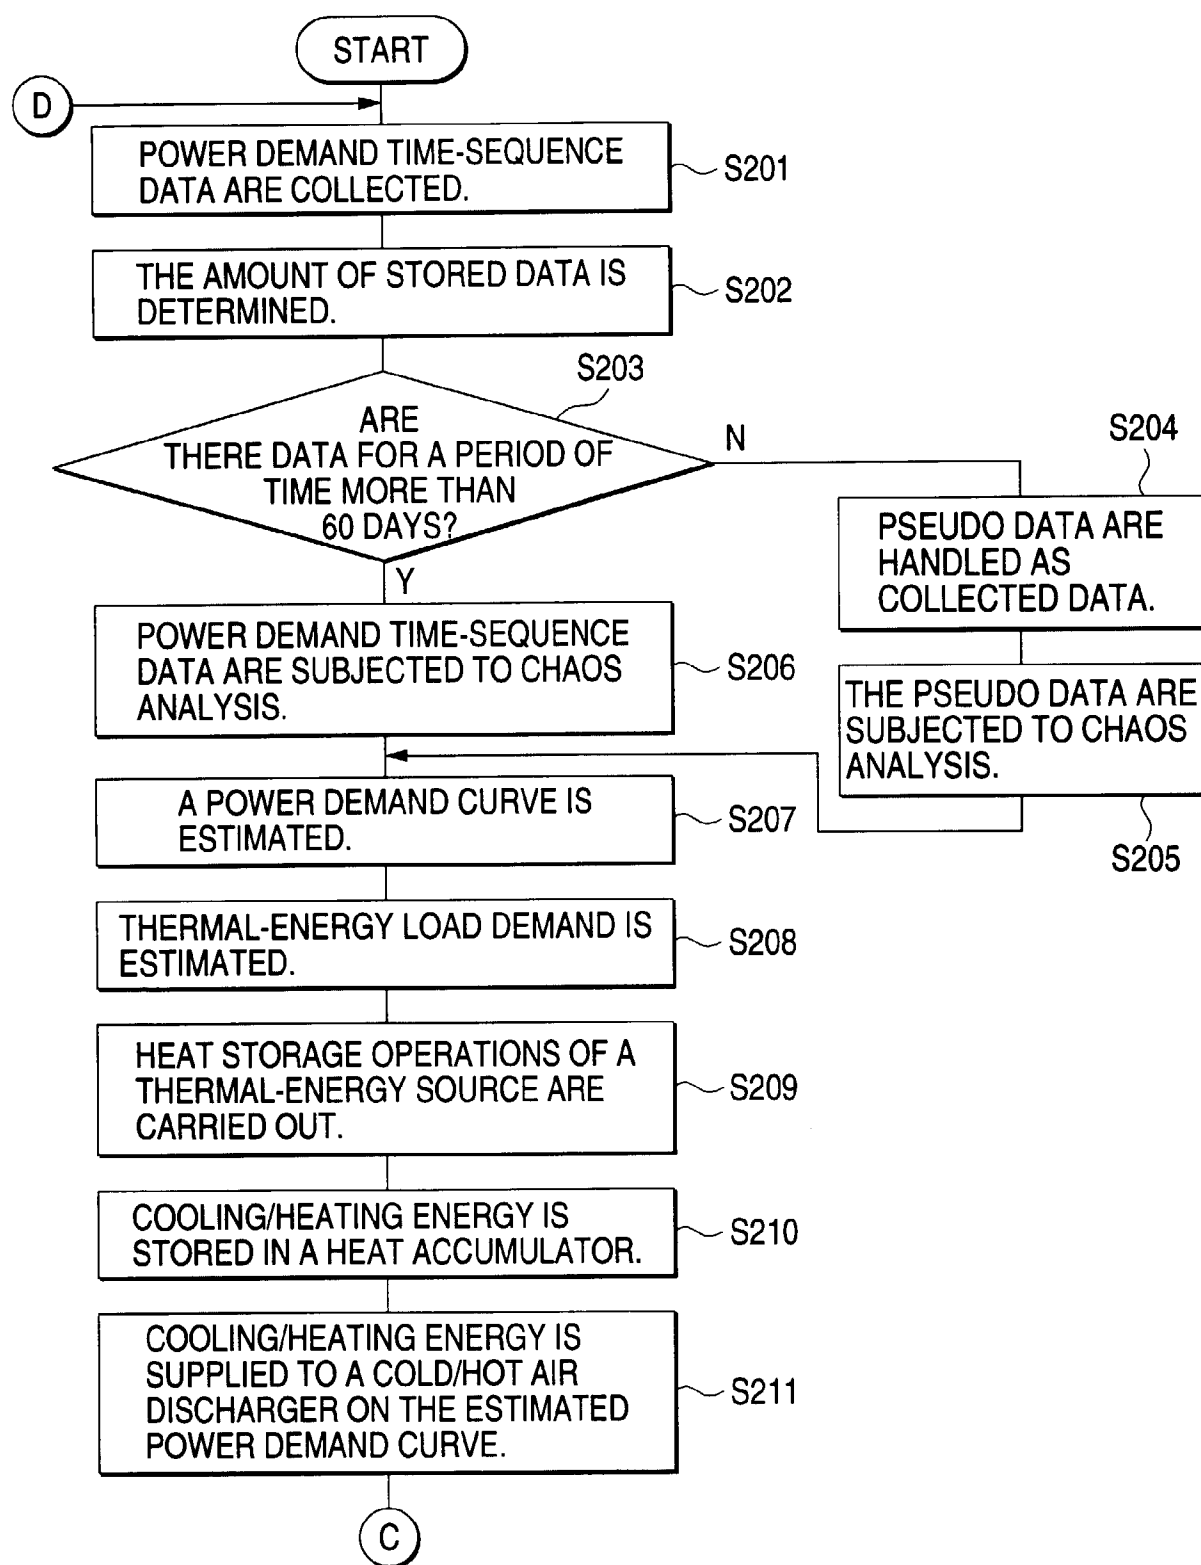 START
D
POWER DEMAND TIME-SEQUENCE
DATA ARE COLLECTED.
S201
THE AMOUNT OF STORED DATA IS
DETERMINED.
S202
S203
ARE
THERE DATA FOR A PERIOD OF
TIME MORE THAN
60 DAYS?
N
Y
S204
PSEUDO DATA ARE
HANDLED AS
COLLECTED DATA.
THE PSEUDO DATA ARE
SUBJECTED TO CHAOS
ANALYSIS.
S205
POWER DEMAND TIME-SEQUENCE
DATA ARE SUBJECTED TO CHAOS
ANALYSIS.
S206
A POWER DEMAND CURVE IS
ESTIMATED.
S207
THERMAL-ENERGY LOAD DEMAND IS
ESTIMATED.
S208
HEAT STORAGE OPERATIONS OF A
THERMAL-ENERGY SOURCE ARE
CARRIED OUT.
S209
COOLING/HEATING ENERGY IS
STORED IN A HEAT ACCUMULATOR.
S210
COOLING/HEATING ENERGY IS
SUPPLIED TO A COLD/HOT AIR
DISCHARGER ON THE ESTIMATED
POWER DEMAND CURVE.
S211
C